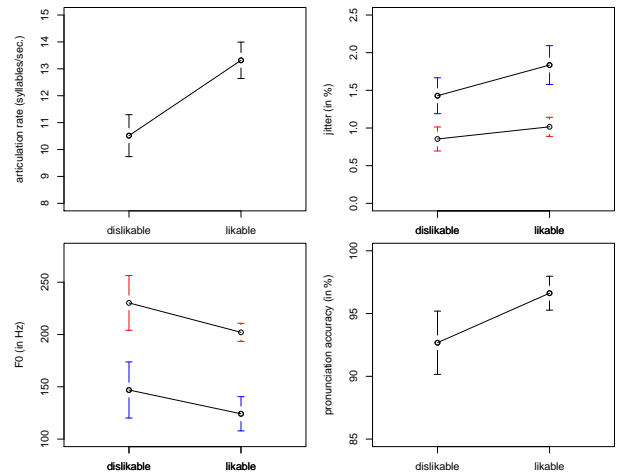 articulation rate (syllables/sec.)
15
14
13
12
11
10
9
8
dislikable
likable
jitter (in %)
2.5
2.0
1.5
1.0
0.5
0.0
dislikable
likable
F0 (in Hz)
250
200
150
100
dislikable
likable
pronunciation accuracy (in %)
100
95
90
85
dislikable
likable